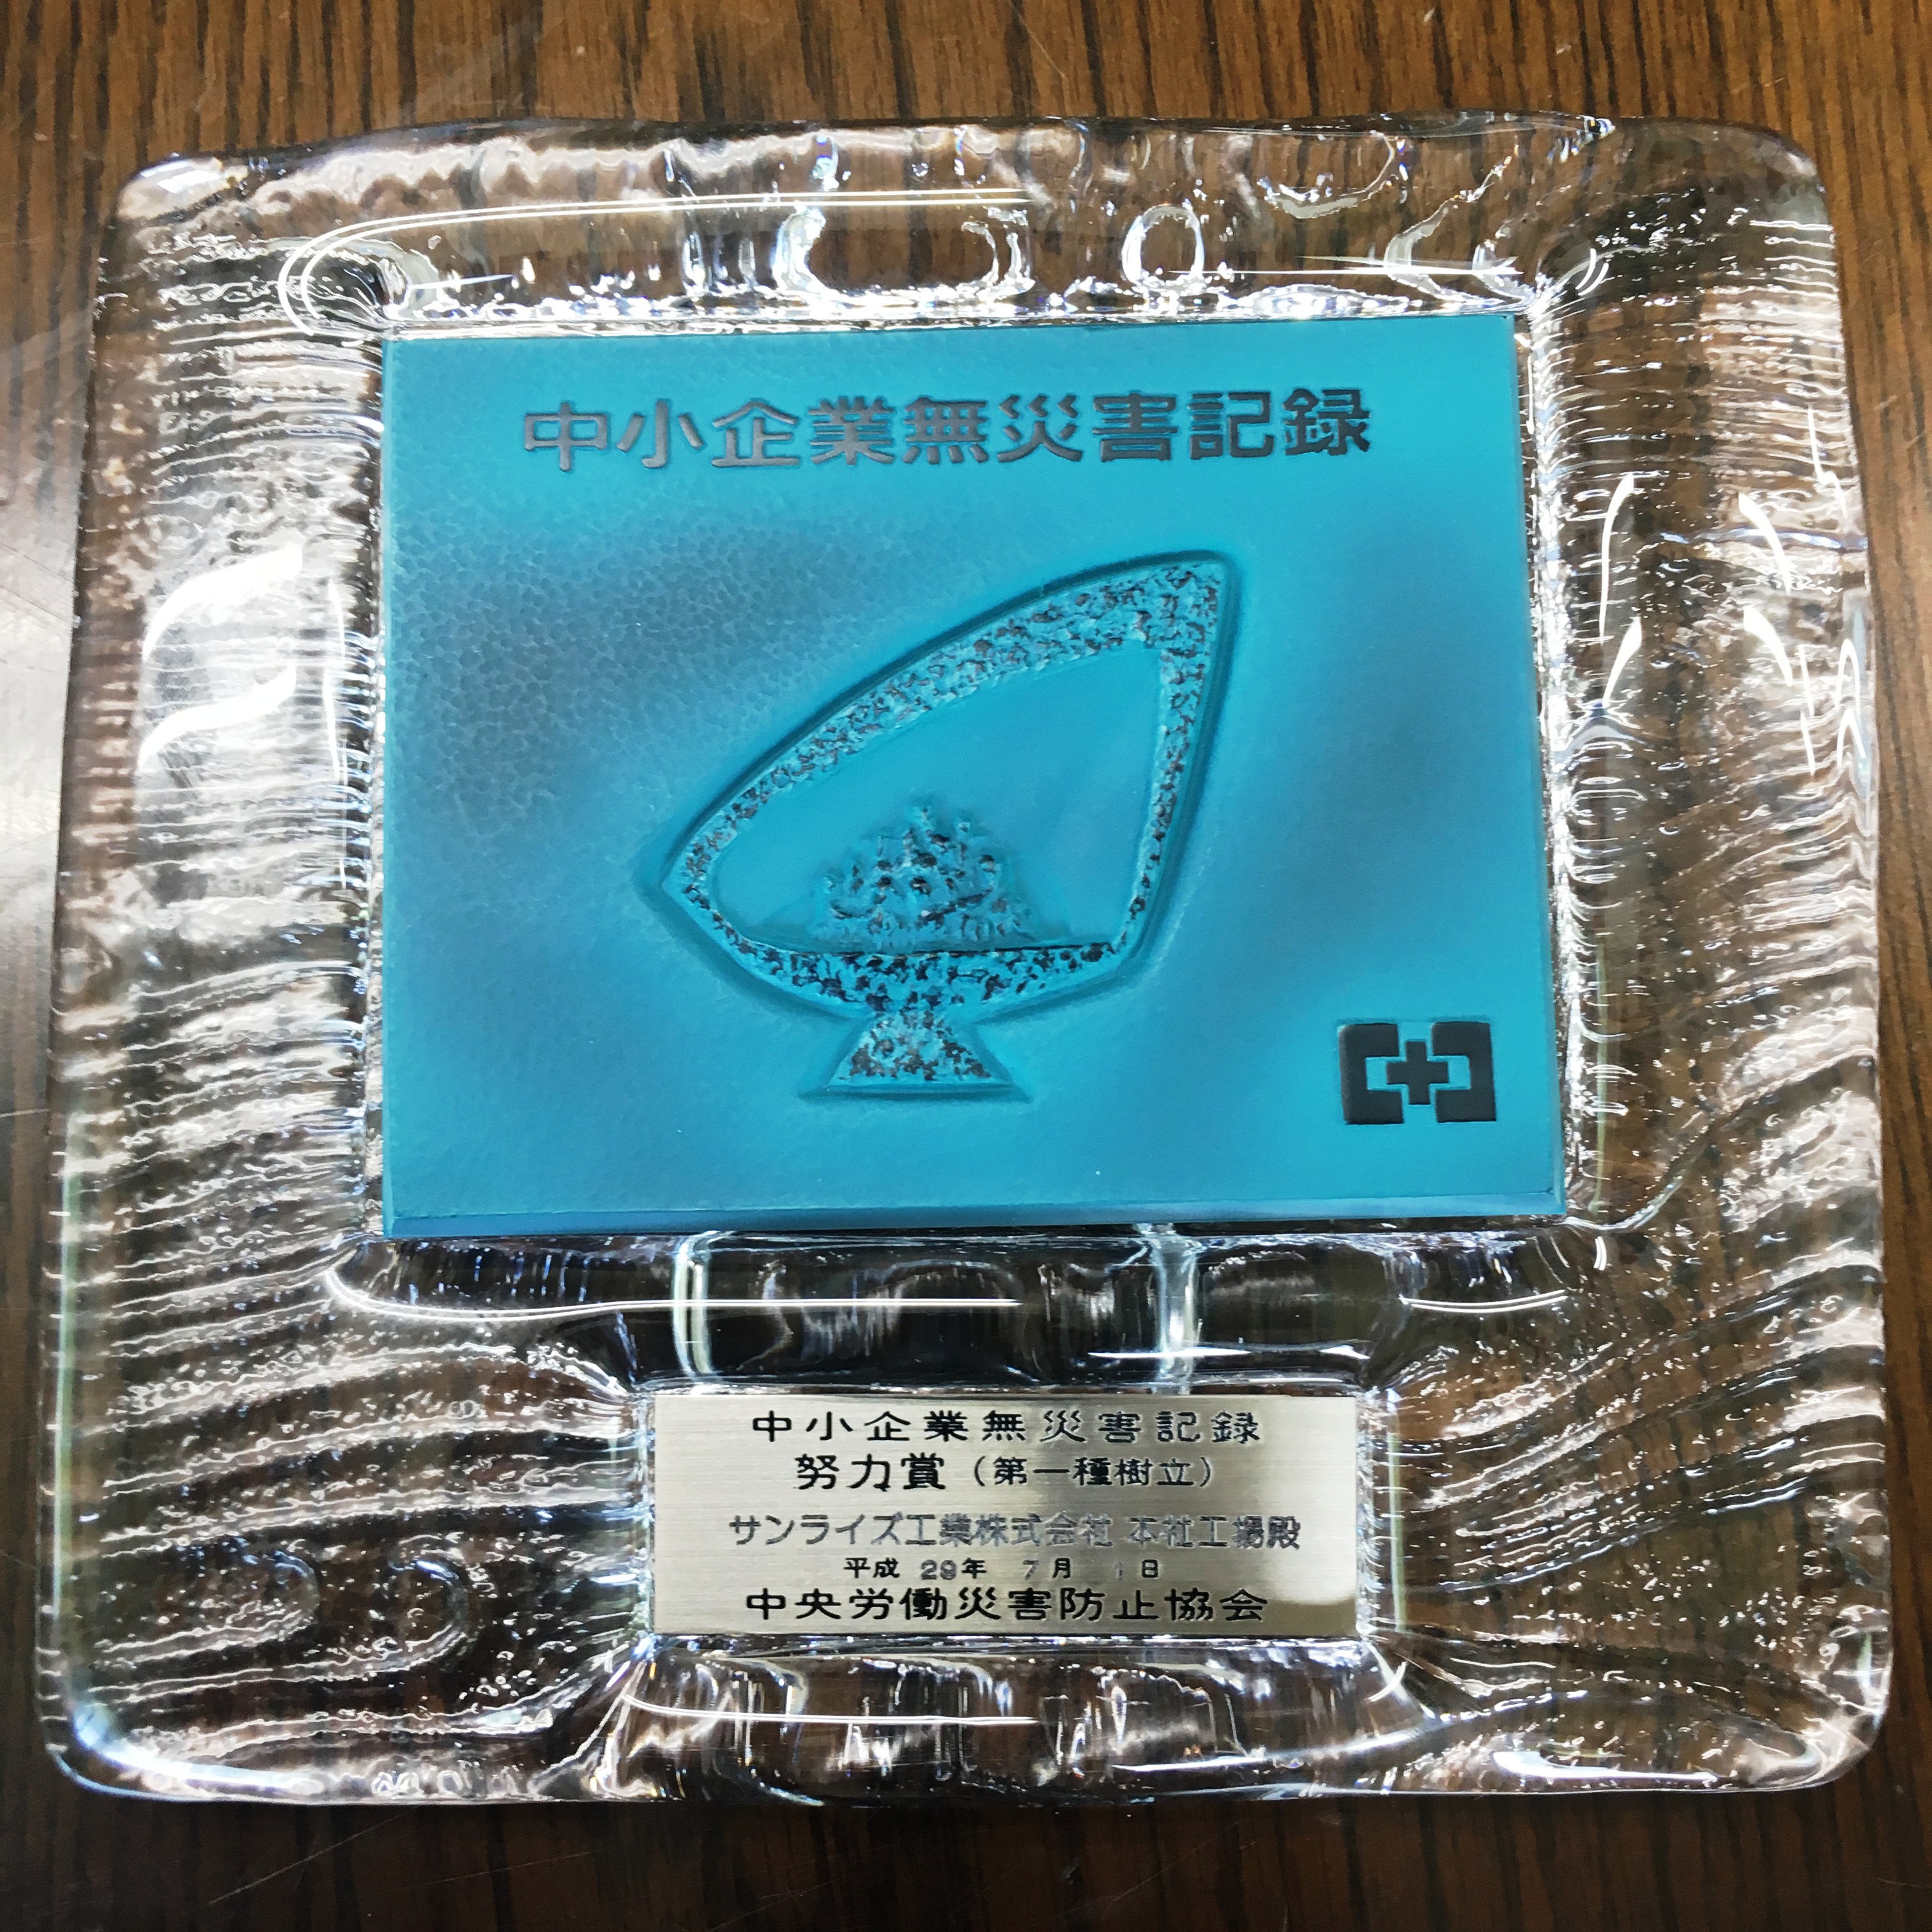 中小企業無災害記録
中小企業無災害記録
努力賞（第一種樹立）
サンライズ工業株式会社 本社工場殿
平成 29年 7月 1日
中央労働災害防止協会